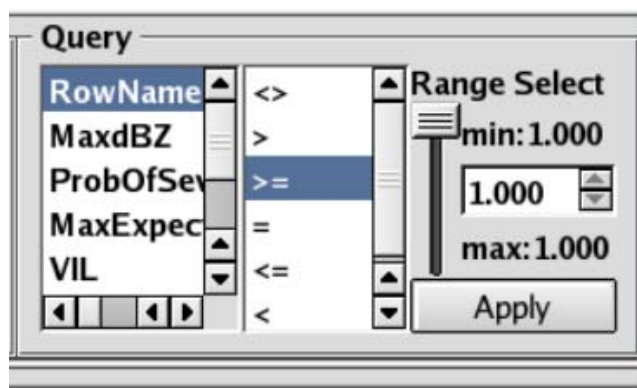 Query
RowName
MaxdBZ
ProbOfSev
MaxExpec
VIL
<>
>
>=
=
<=
<
Range Select
min:1.000
1.000
max:1.000
Apply